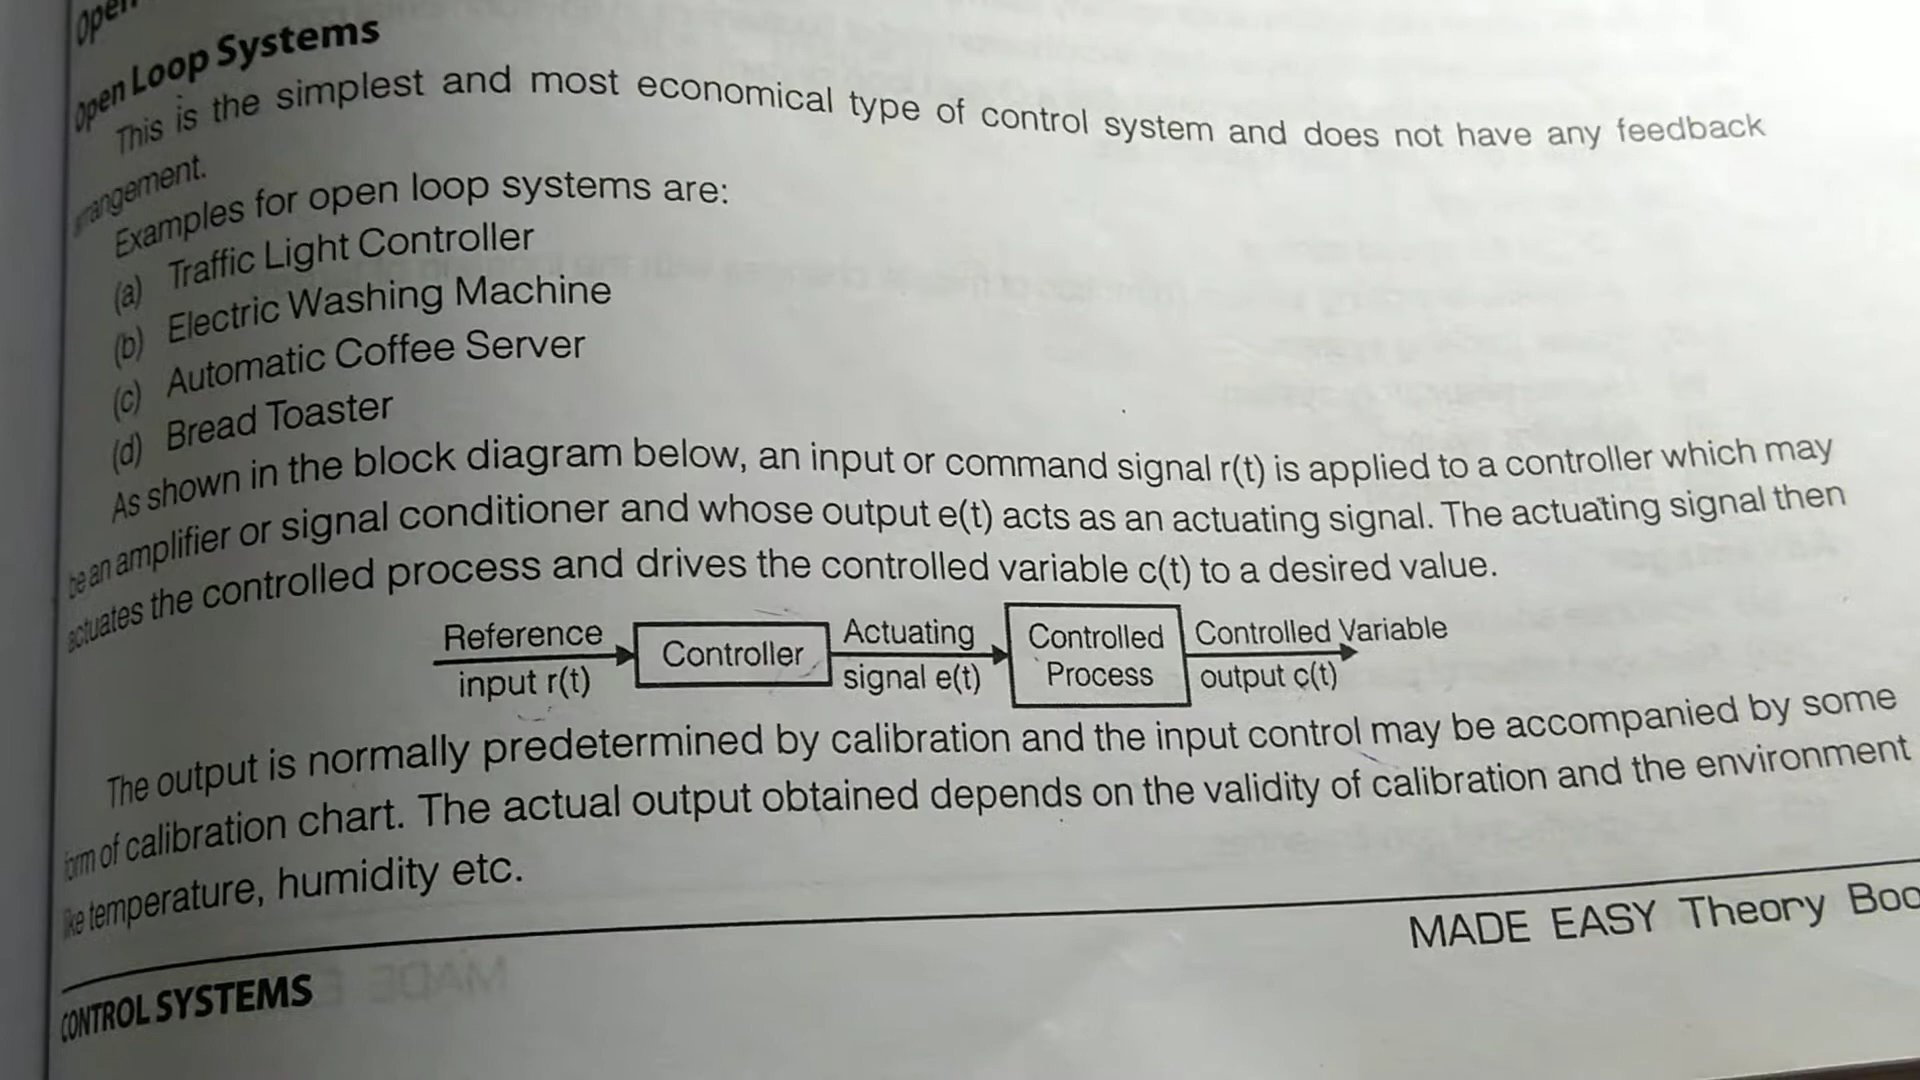 Open
Open Loop Systems
This is the simplest and most economical type of control system and does not have any feedback
arrangement.
Examples for open loop systems are:
(a) Traffic Light Controller
(b) Electric Washing Machine
(c) Automatic Coffee Server
(d) Bread Toaster
As shown in the block diagram below, an input or command signal r(t) is applied to a controller which may
be an amplifier or signal conditioner and whose output e(t) acts as an actuating signal. The actuating signal then
actuates the controlled process and drives the controlled variable c(t) to a desired value.
Reference
input r(t)
Controller
Actuating
signal e(t)
Controlled
Process
Controlled Variable
output c(t)
The output is normally predetermined by calibration and the input control may be accompanied by some
form of calibration chart. The actual output obtained depends on the validity of calibration and the environment
like temperature, humidity etc.
MADE EASY Theory Boo
CONTROL SYSTEMS